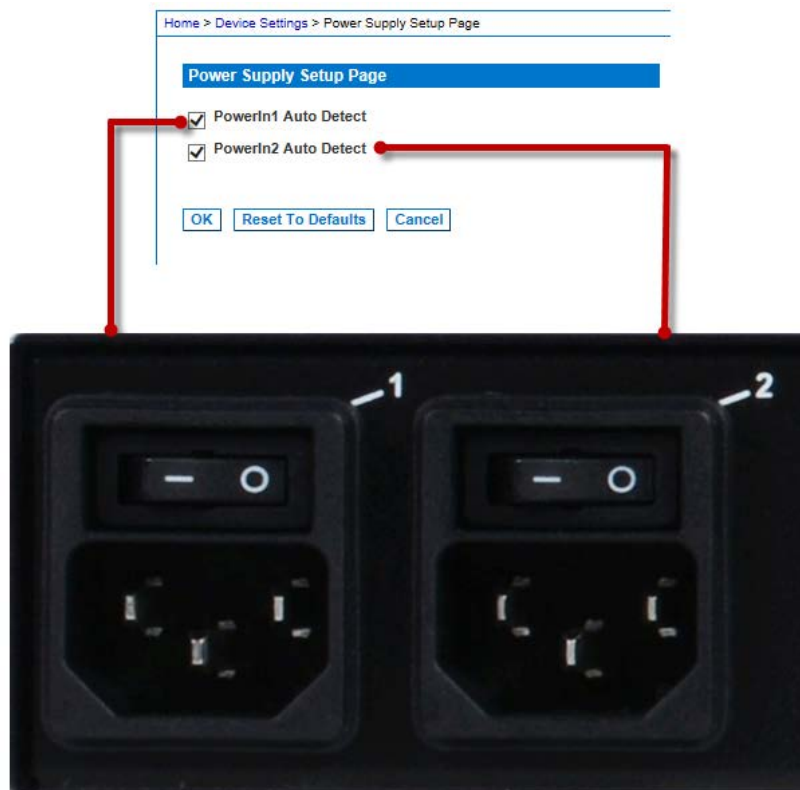 Home > Device Settings > Power Supply Setup Page
Power Supply Setup Page
PowerIn1 Auto Detect
PowerIn2 Auto Detect
OK Reset To Defaults Cancel
1
2
— O
— O